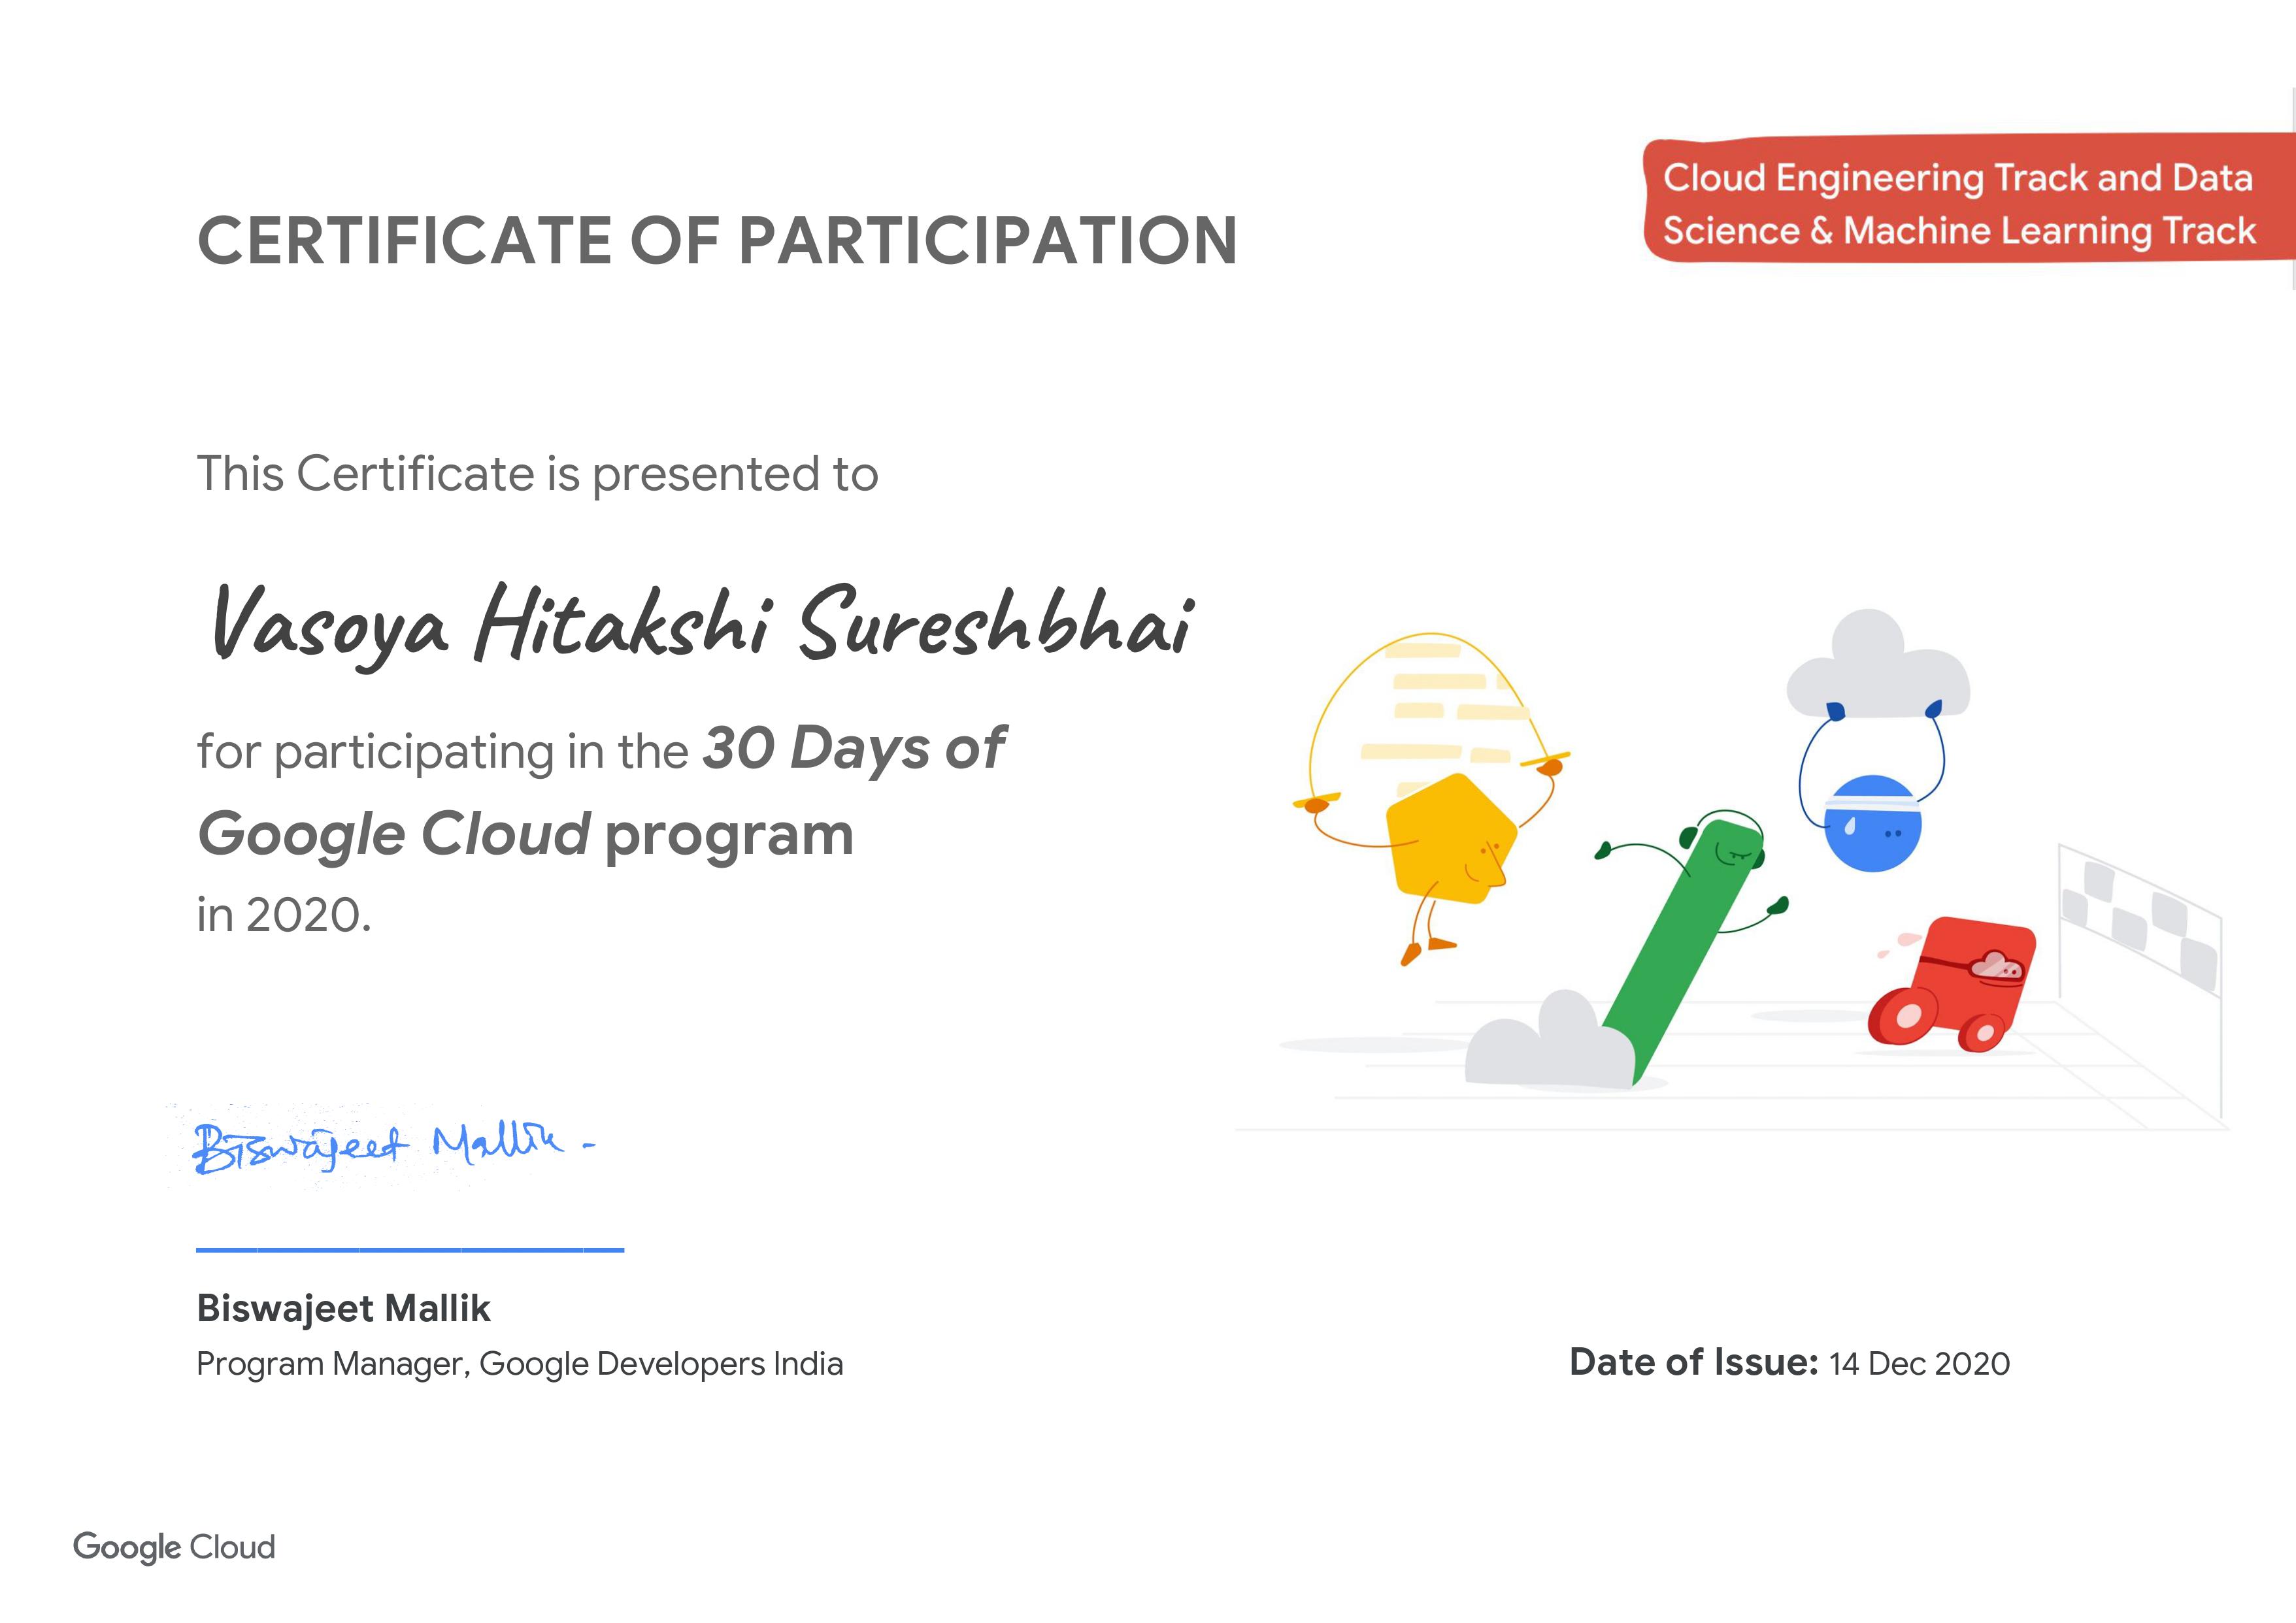 Cloud Engineering Track and Data
Science & Machine Learning Track
CERTIFICATE OF PARTICIPATION
This Certificate is presented to
Vasoya Hitakshi Sureshbhai
for participating in the 30 Days of
Google Cloud program
in 2020.
Biswajeet Mallik -
Biswajeet Mallik
Program Manager, Google Developers India
Date of Issue: 14 Dec 2020
Google Cloud